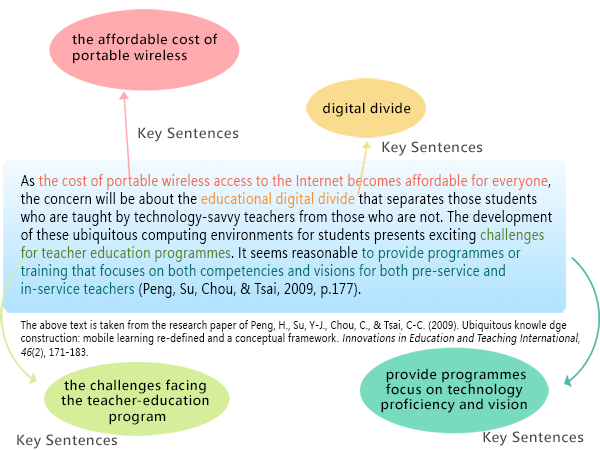 the affordable cost of
portable wireless
digital divide
Key Sentences
Key Sentences
As the cost of portable wireless access to the Internet becomes affordable for everyone,
the concern will be about the educational digital divide that separates those students
who are taught by technology-savvy teachers from those who are not. The development
of these ubiquitous computing environments for students presents exciting challenges
for teacher education programmes. It seems reasonable to provide programmes or
training that focuses on both competencies and visions for both pre-service and
in-service teachers (Peng, Su, Chou, & Tsai, 2009, p.177).
The above text is taken from the research paper of Peng, H., Su, Y-J., Chou, C., & Tsai, C-C. (2009). Ubiquitous knowle dge
construction: mobile learning re-defined and a conceptual framework. Innovations in Education and Teaching International,
46(2), 171-183.
the challenges facing
the teacher-education
program
Key Sentences
provide programmes
focus on technology
proficiency and vision
Key Sentences